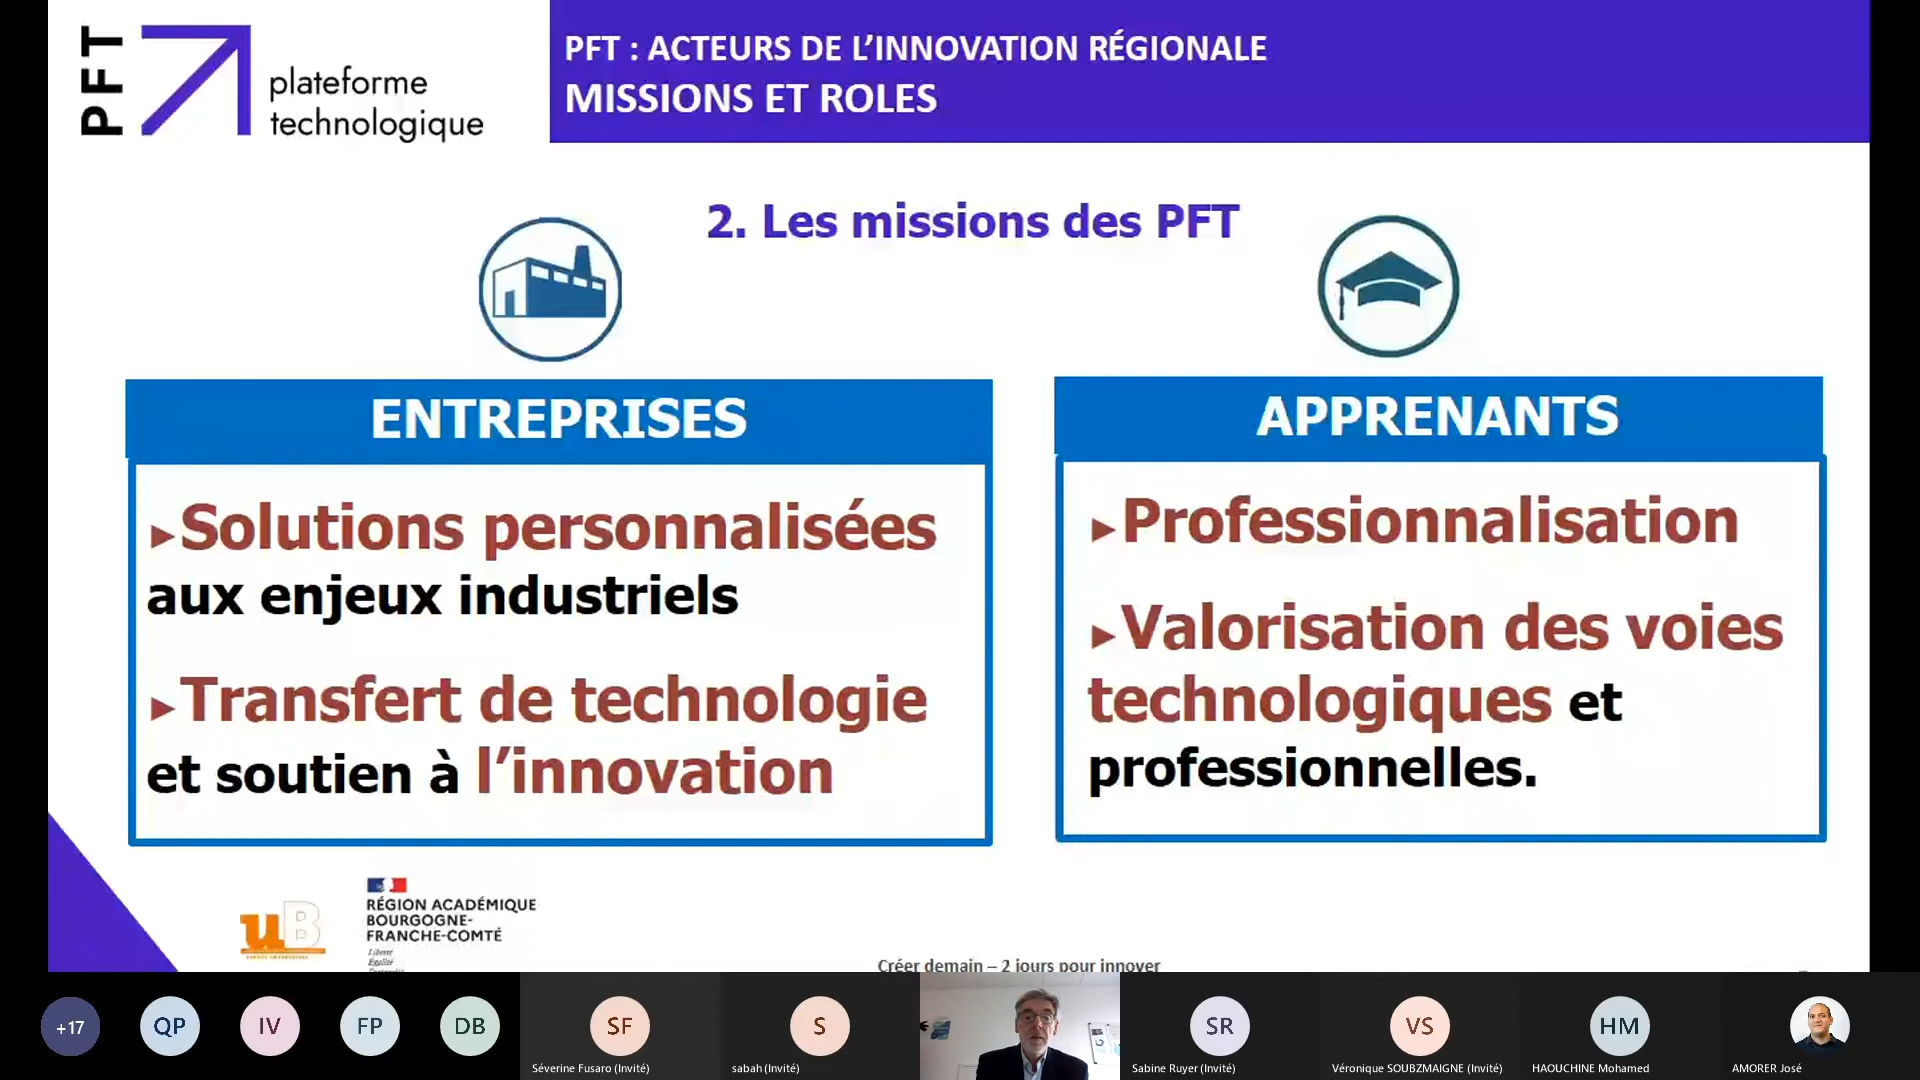 PFT
plateforme
technologique
PFT : ACTEURS DE L’INNOVATION RÉGIONALE
MISSIONS ET ROLES
2. Les missions des PFT
ENTREPRISES
►Solutions personnalisées
aux enjeux industriels
►Transfert de technologie
et soutien à l’innovation
APPRENANTS
►Professionnalisation
►Valorisation des voies
technologiques et
professionnelles.
uB
RÉGION ACADÉMIQUE
BOURGOGNE-
FRANCHE-COMTÉ
Liberté
Égalité
Fraternité
Créer demain – 2 jours pour innover
+17
QP
IV
FP
DB
SF
Séverine Fusaro (Invité)
S
sabah (Invité)
SR
Sabine Ruyer (Invité)
VS
Véronique SOUBZMAIGNE (Invité)
HM
HAOUCHINE Mohamed
AMORER José